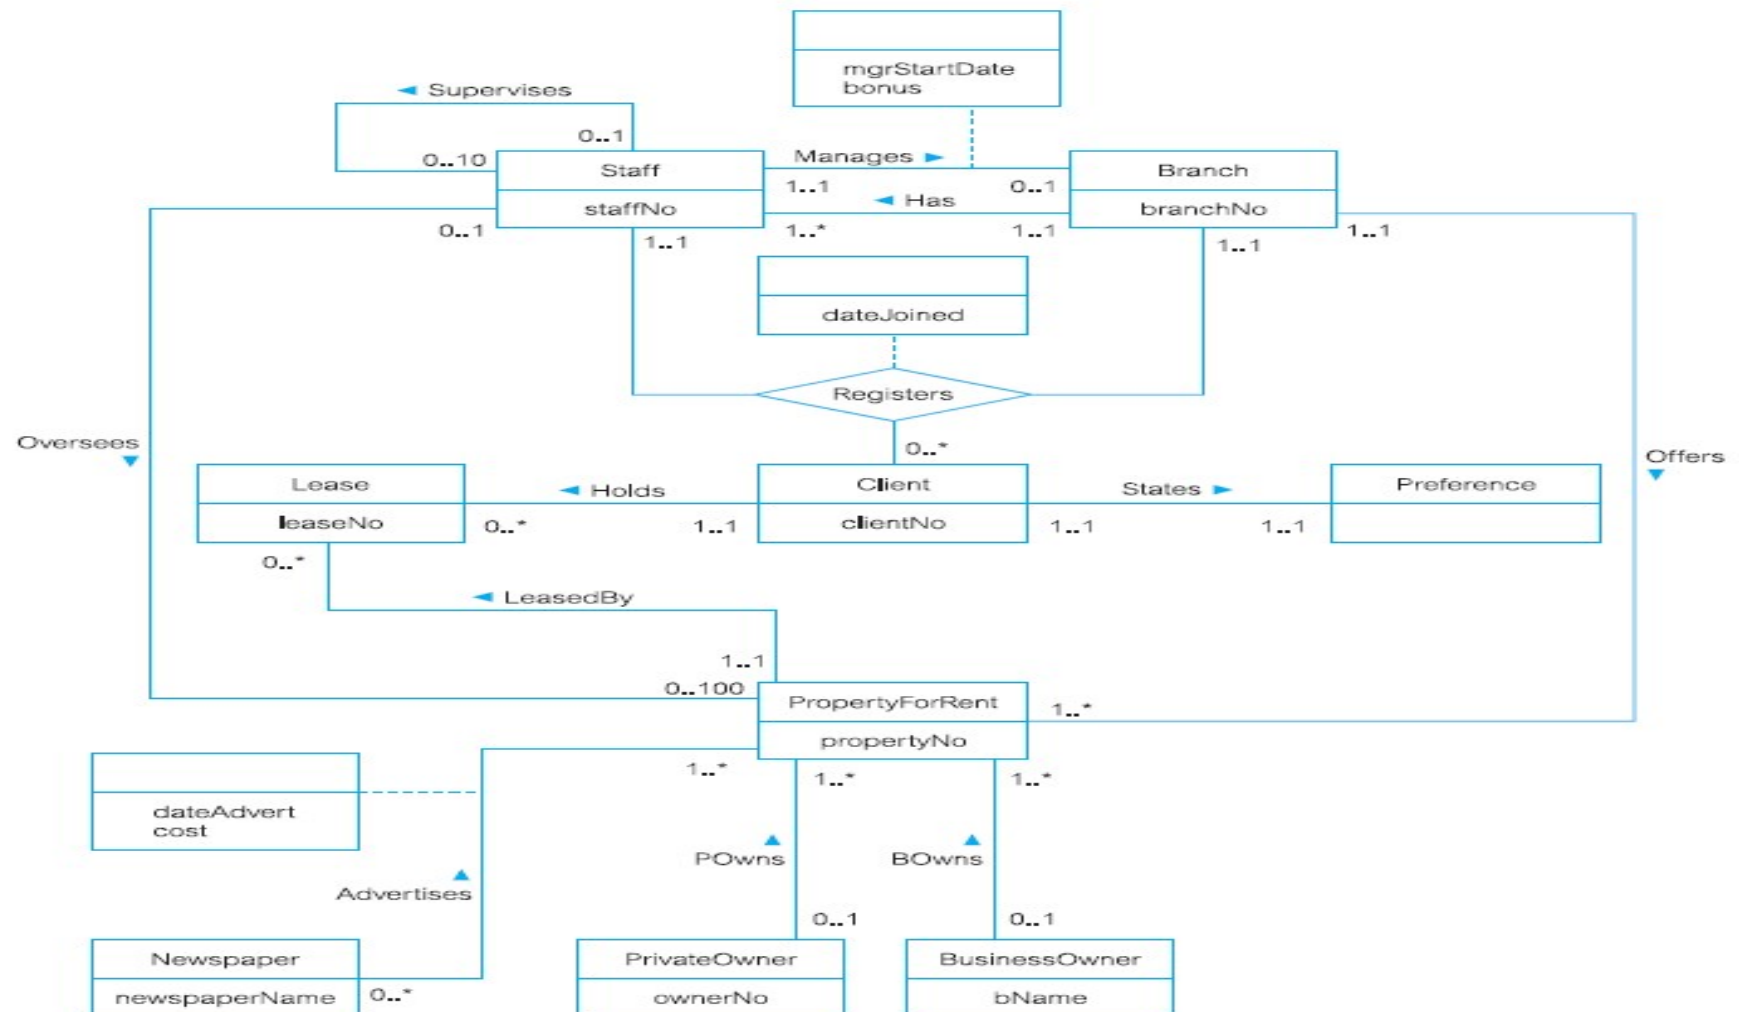 mgrStartDate
bonus
Supervises
0..1
0..10
Staff
staffNo
Manages
1..1
0..1
Has
1..*
1..1
Branch
branchNo
0..1
1..1
1..1
1..1
dateJoined
Registers
0..*
Oversees
Offers
Lease
leaseNo
Holds
0..*
1..1
Client
clientNo
States
1..1
1..1
Preference
0..*
LeasedBy
1..1
0..100
PropertyForRent
propertyNo
1..*
1..*
1..*
1..*
dateAdvert
cost
POwns
BOwns
Advertises
0..1
0..1
Newspaper
newspaperName
0..*
PrivateOwner
ownerNo
BusinessOwner
bName